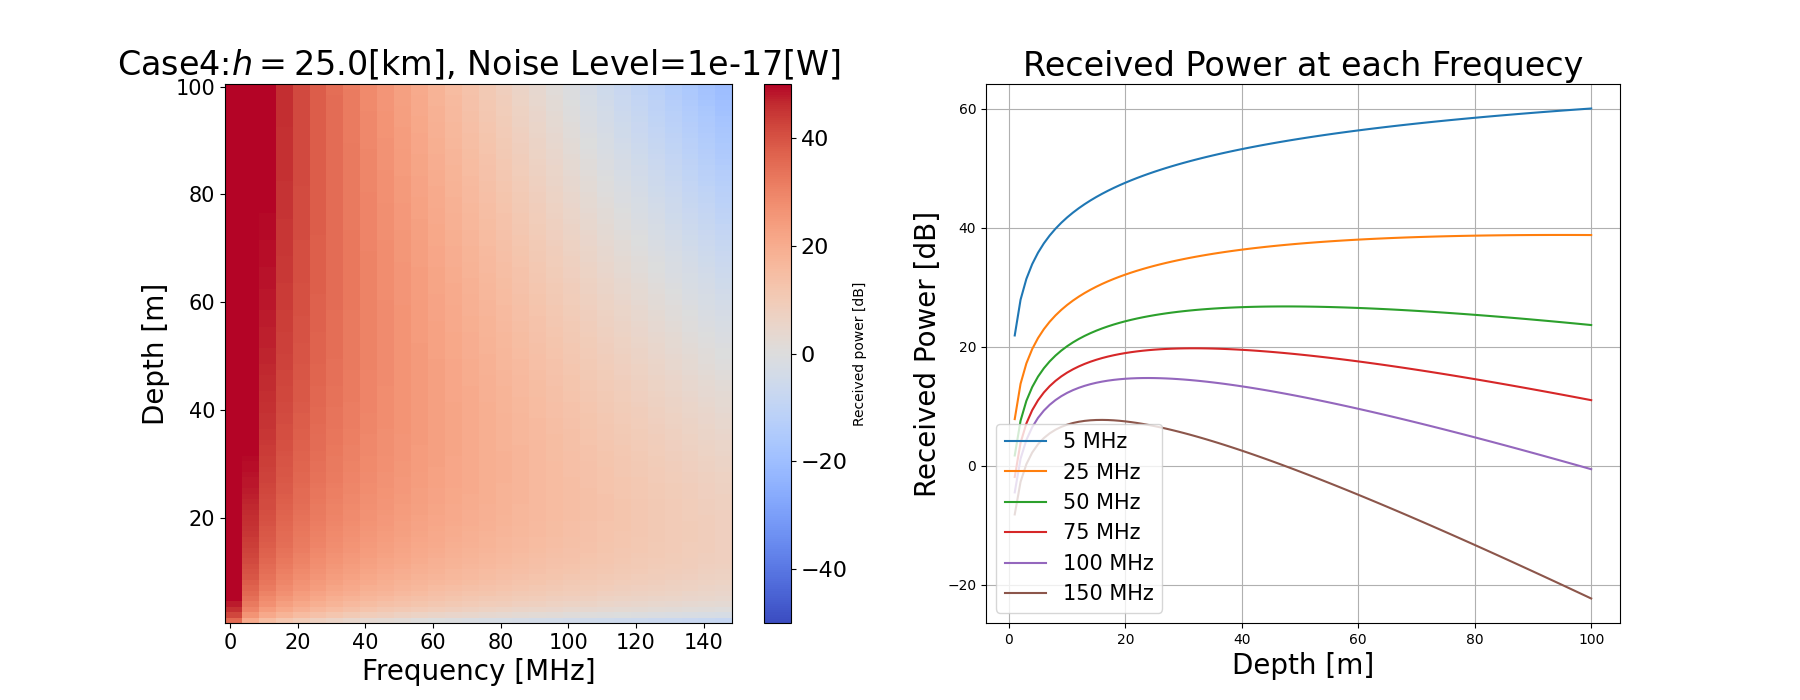 Case4:h = 25.0[km], Noise Level=1e-17[W]
100
80
60
40
20
Depth [m]
0 20 40 60 80 100 120 140
Frequency [MHz]
40
20
0
−20
−40
Received power [dB]
Received Power at each Frequecy
60
40
20
0
−20
Received Power [dB]
5 MHz
25 MHz
50 MHz
75 MHz
100 MHz
150 MHz
0 20 40 60 80 100
Depth [m]